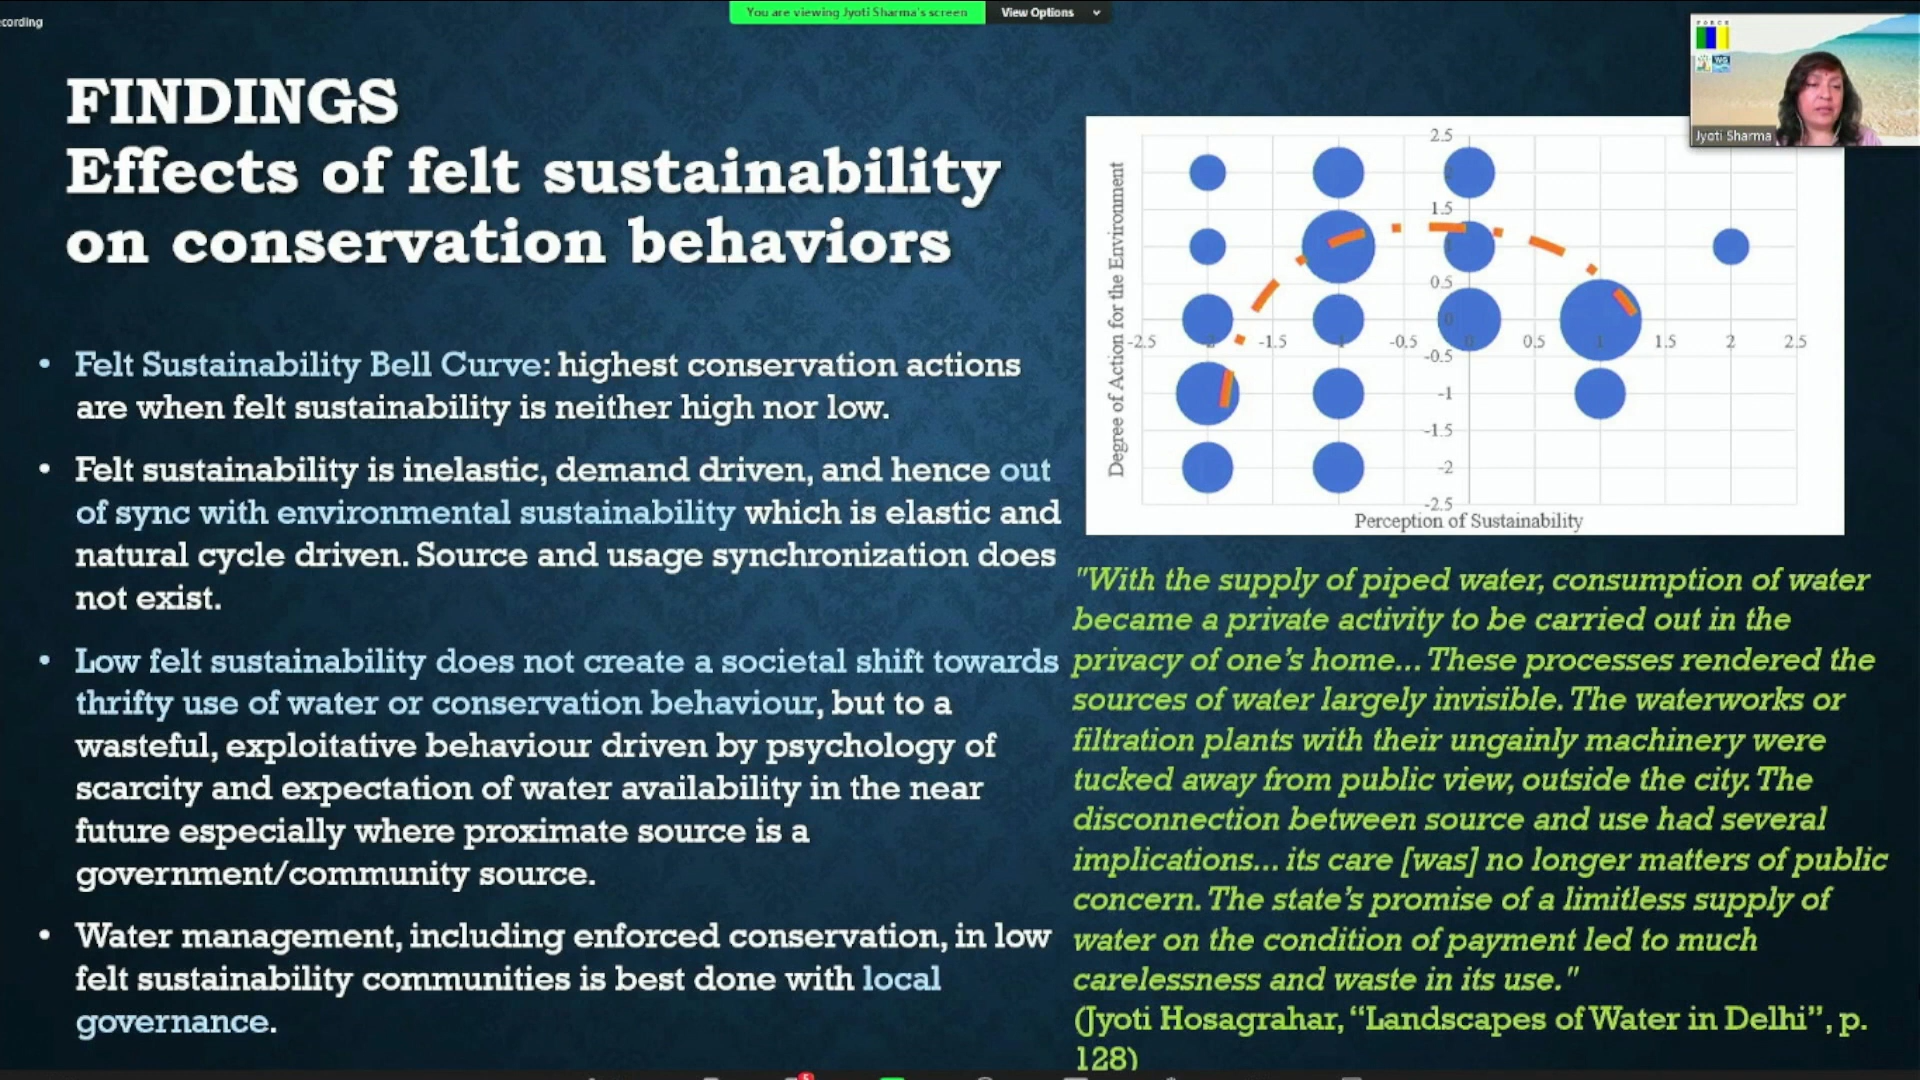 ecording
You are viewing Jyoti Sharma's screen
View Options
FINDINGS
Effects of felt sustainability
on conservation behaviors
• Felt Sustainability Bell Curve: highest conservation actions
are when felt sustainability is neither high nor low.
• Felt sustainability is inelastic, demand driven, and hence out
of sync with environmental sustainability which is elastic and
natural cycle driven. Source and usage synchronization does
not exist.
• Low felt sustainability does not create a societal shift towards
thrifty use of water or conservation behaviour, but to a
wasteful, exploitative behaviour driven by psychology of
scarcity and expectation of water availability in the near
future especially where proximate source is a
government/community source.
• Water management, including enforced conservation, in low
felt sustainability communities is best done with local
governance.
FORCE
Jyoti Sharma
Degree of Action for the Environment
2.5
2
1.5
1
0.5
0
-0.5
-1
-1.5
-2
-2.5
-2.5 -2 -1.5 -1 -0.5 0 0.5 1 1.5 2 2.5
Perception of Sustainability
"With the supply of piped water, consumption of water
became a private activity to be carried out in the
privacy of one’s home... These processes rendered the
sources of water largely invisible. The waterworks or
filtration plants with their ungainly machinery were
tucked away from public view, outside the city. The
disconnection between source and use had several
implications... its care [was] no longer matters of public
concern. The state’s promise of a limitless supply of
water on the condition of payment led to much
carelessness and waste in its use."
(Jyoti Hosagrahar, “Landscapes of Water in Delhi”, p.
128)
5